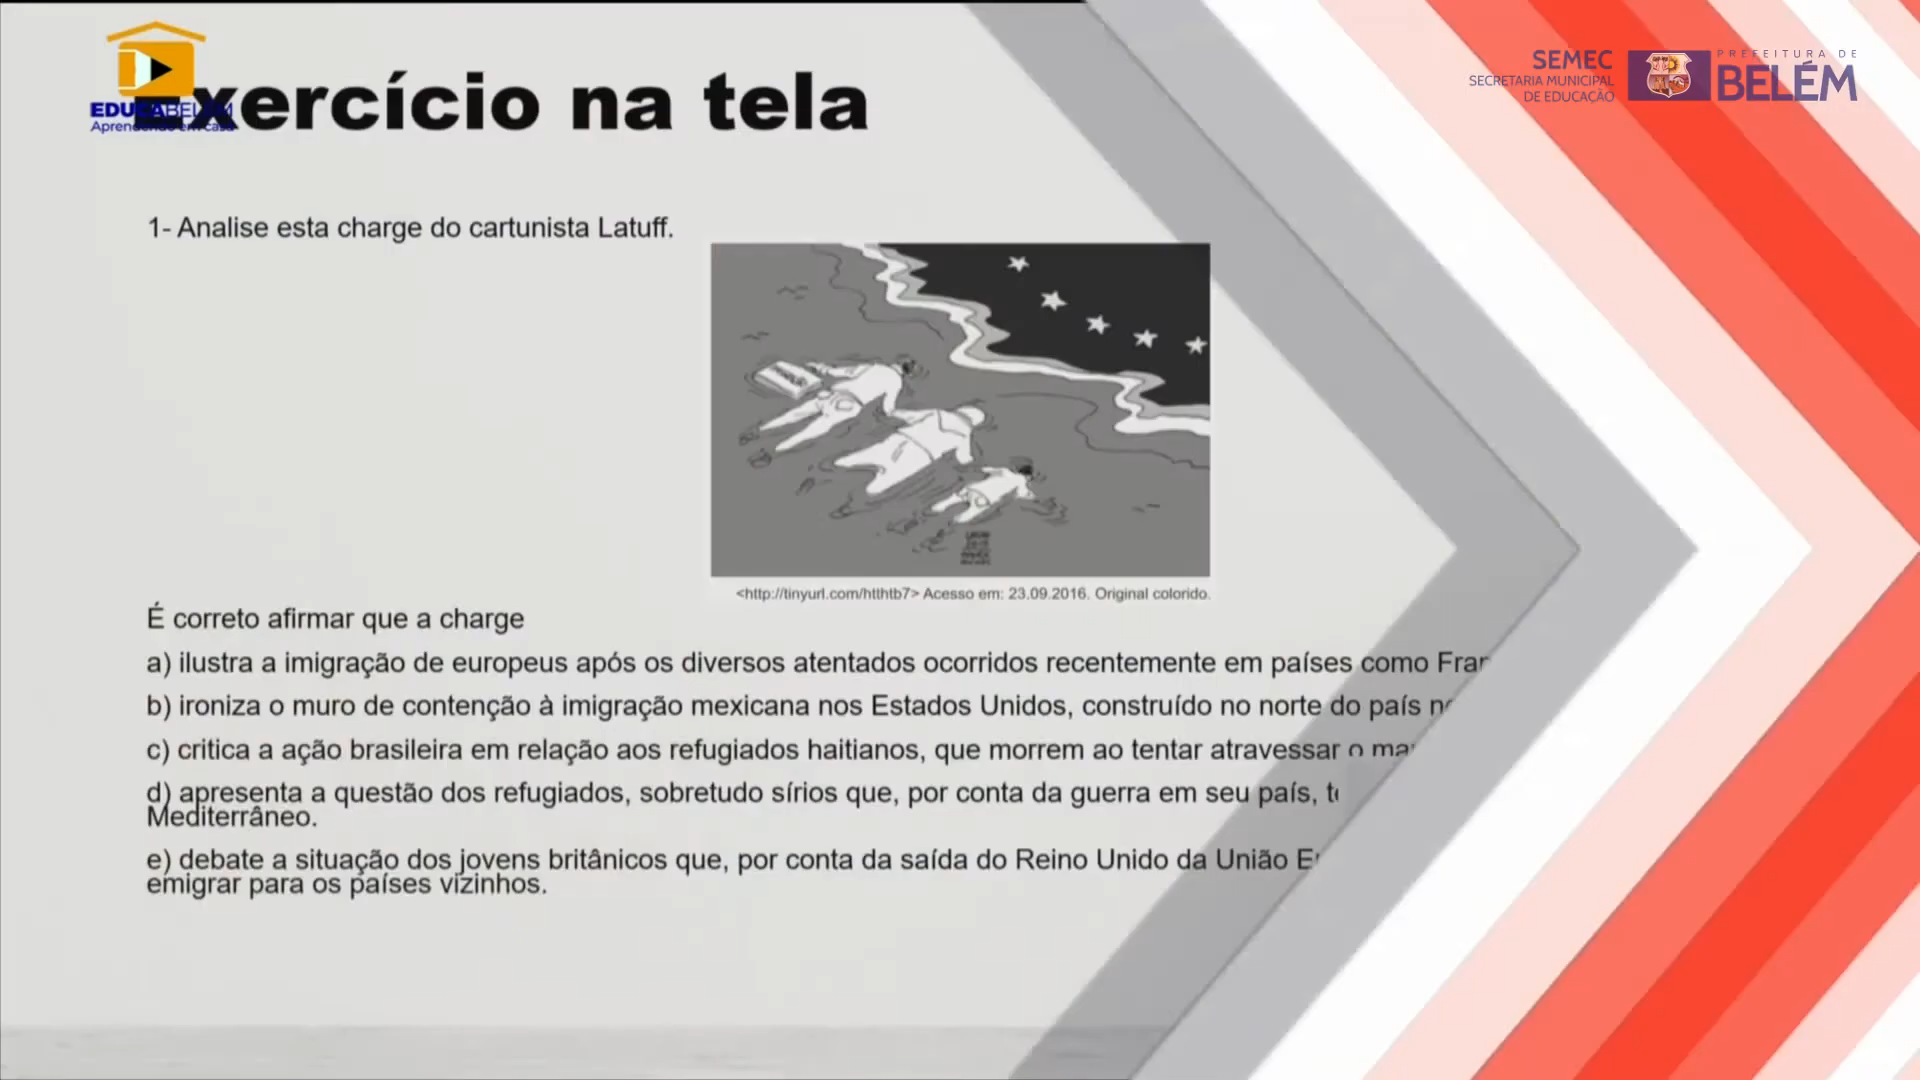 EDUCABELÉM
Aprendendo em casa
Exercício na tela
SEMEC
SECRETARIA MUNICIPAL
DE EDUCAÇÃO
PREFEITURA DE
BELÉM
1- Analise esta charge do cartunista Latuff.
<http://tinyurl.com/htthtb7> Acesso em: 23.09.2016. Original colorido.
É correto afirmar que a charge
a) ilustra a imigração de europeus após os diversos atentados ocorridos recentemente em países como
b) ironiza o muro de contenção à imigração mexicana nos Estados Unidos, construído no norte do país
c) critica a ação brasileira em relação aos refugiados haitianos, que morrem ao tentar atravessar o
d) apresenta a questão dos refugiados, sobretudo sírios que, por conta da guerra em seu país,
Mediterrâneo.
e) debate a situação dos jovens britânicos que, por conta da saída do Reino Unido da União
emigrar para os países vizinhos.